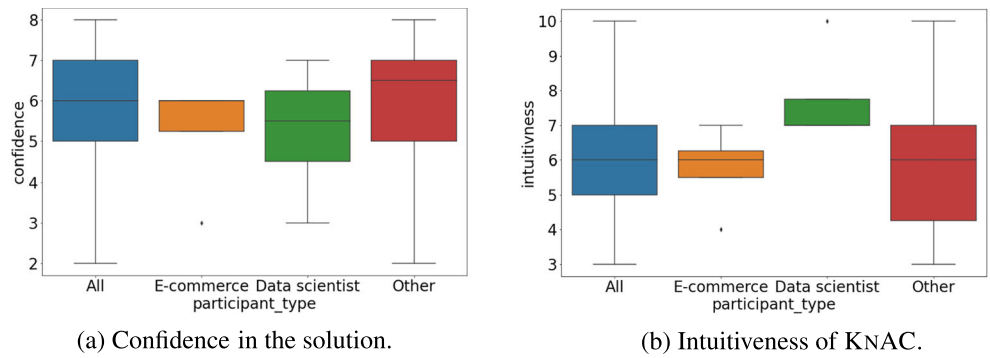 8
7
6
5
4
3
2
confidence
All
E-commerce
Data scientist
Other
participant_type
(a) Confidence in the solution.
10
9
8
7
6
5
4
3
intuitivness
All
E-commerce
Data scientist
Other
participant_type
(b) Intuitiveness of KNAC.